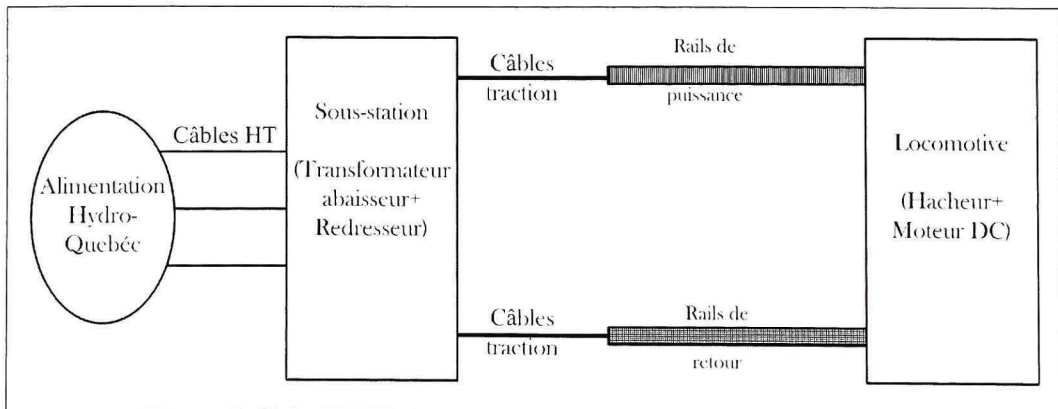 Alimentation
Hydro-
Quebéc
Câbles HT
Sous-station
(Transformateur
abaisseur+
Redresseur)
Câbles
traction
Rails de
puissance
Câbles
traction
Rails de
retour
Locomotive
(Hacheur+
Moteur DC)